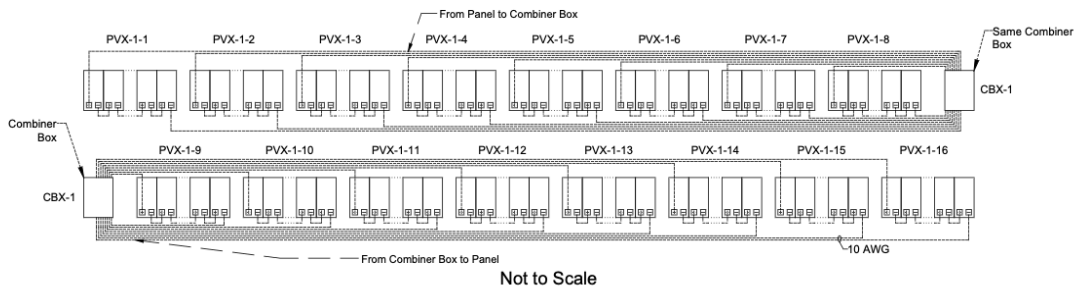 From Panel to Combiner Box
PVX-1-1 PVX-1-2 PVX-1-3 PVX-1-4 PVX-1-5 PVX-1-6 PVX-1-7 PVX-1-8
Same Combiner
Box
CBX-1
Combiner
Box
PVX-1-9 PVX-1-10 PVX-1-11 PVX-1-12 PVX-1-13 PVX-1-14 PVX-1-15 PVX-1-16
CBX-1
10 AWG
From Combiner Box to Panel
Not to Scale